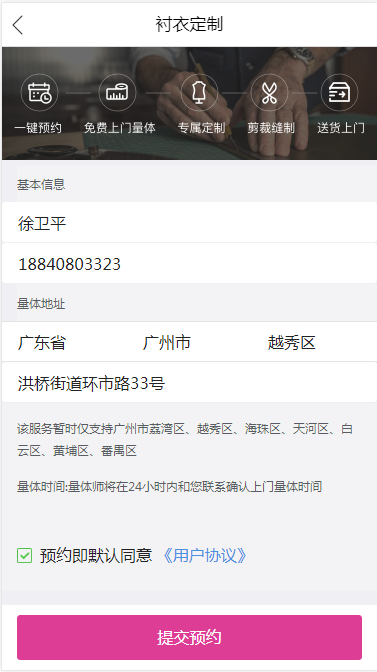 衬衣定制
一键预约 免费上门量体 专属定制 剪裁缝制 送货上门
基本信息
徐卫平
18840803323
量体地址
广东省 广州市 越秀区
洪桥街道环市路33号
该服务暂时仅支持广州市荔湾区、越秀区、海珠区、天河区、白
云区、黄埔区、番禺区
量体时间:量体师将在24小时内和您联系确认上门量体时间
预约即默认同意 《用户协议》
提交预约